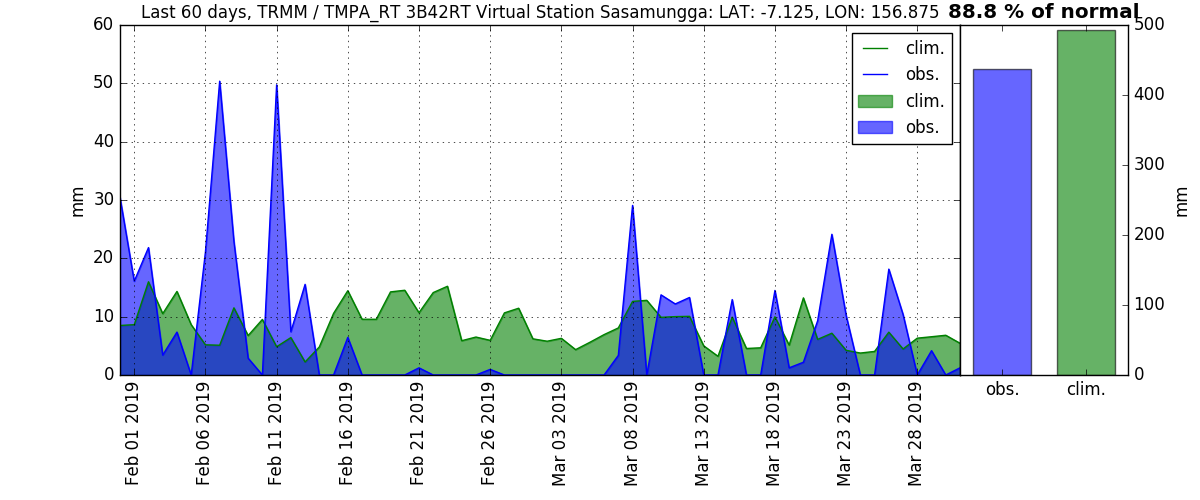 Last 60 days, TRMM / TMPA_RT 3B42RT Virtual Station Sasamungga: LAT: -7.125, LON: 156.875
88.8 % of normal
mm
60
50
40
30
20
10
0
clim.
obs.
clim.
obs.
Feb 01 2019
Feb 06 2019
Feb 11 2019
Feb 16 2019
Feb 21 2019
Feb 26 2019
Mar 03 2019
Mar 08 2019
Mar 13 2019
Mar 18 2019
Mar 23 2019
Mar 28 2019
500
400
300
200
100
0
mm
obs.
clim.